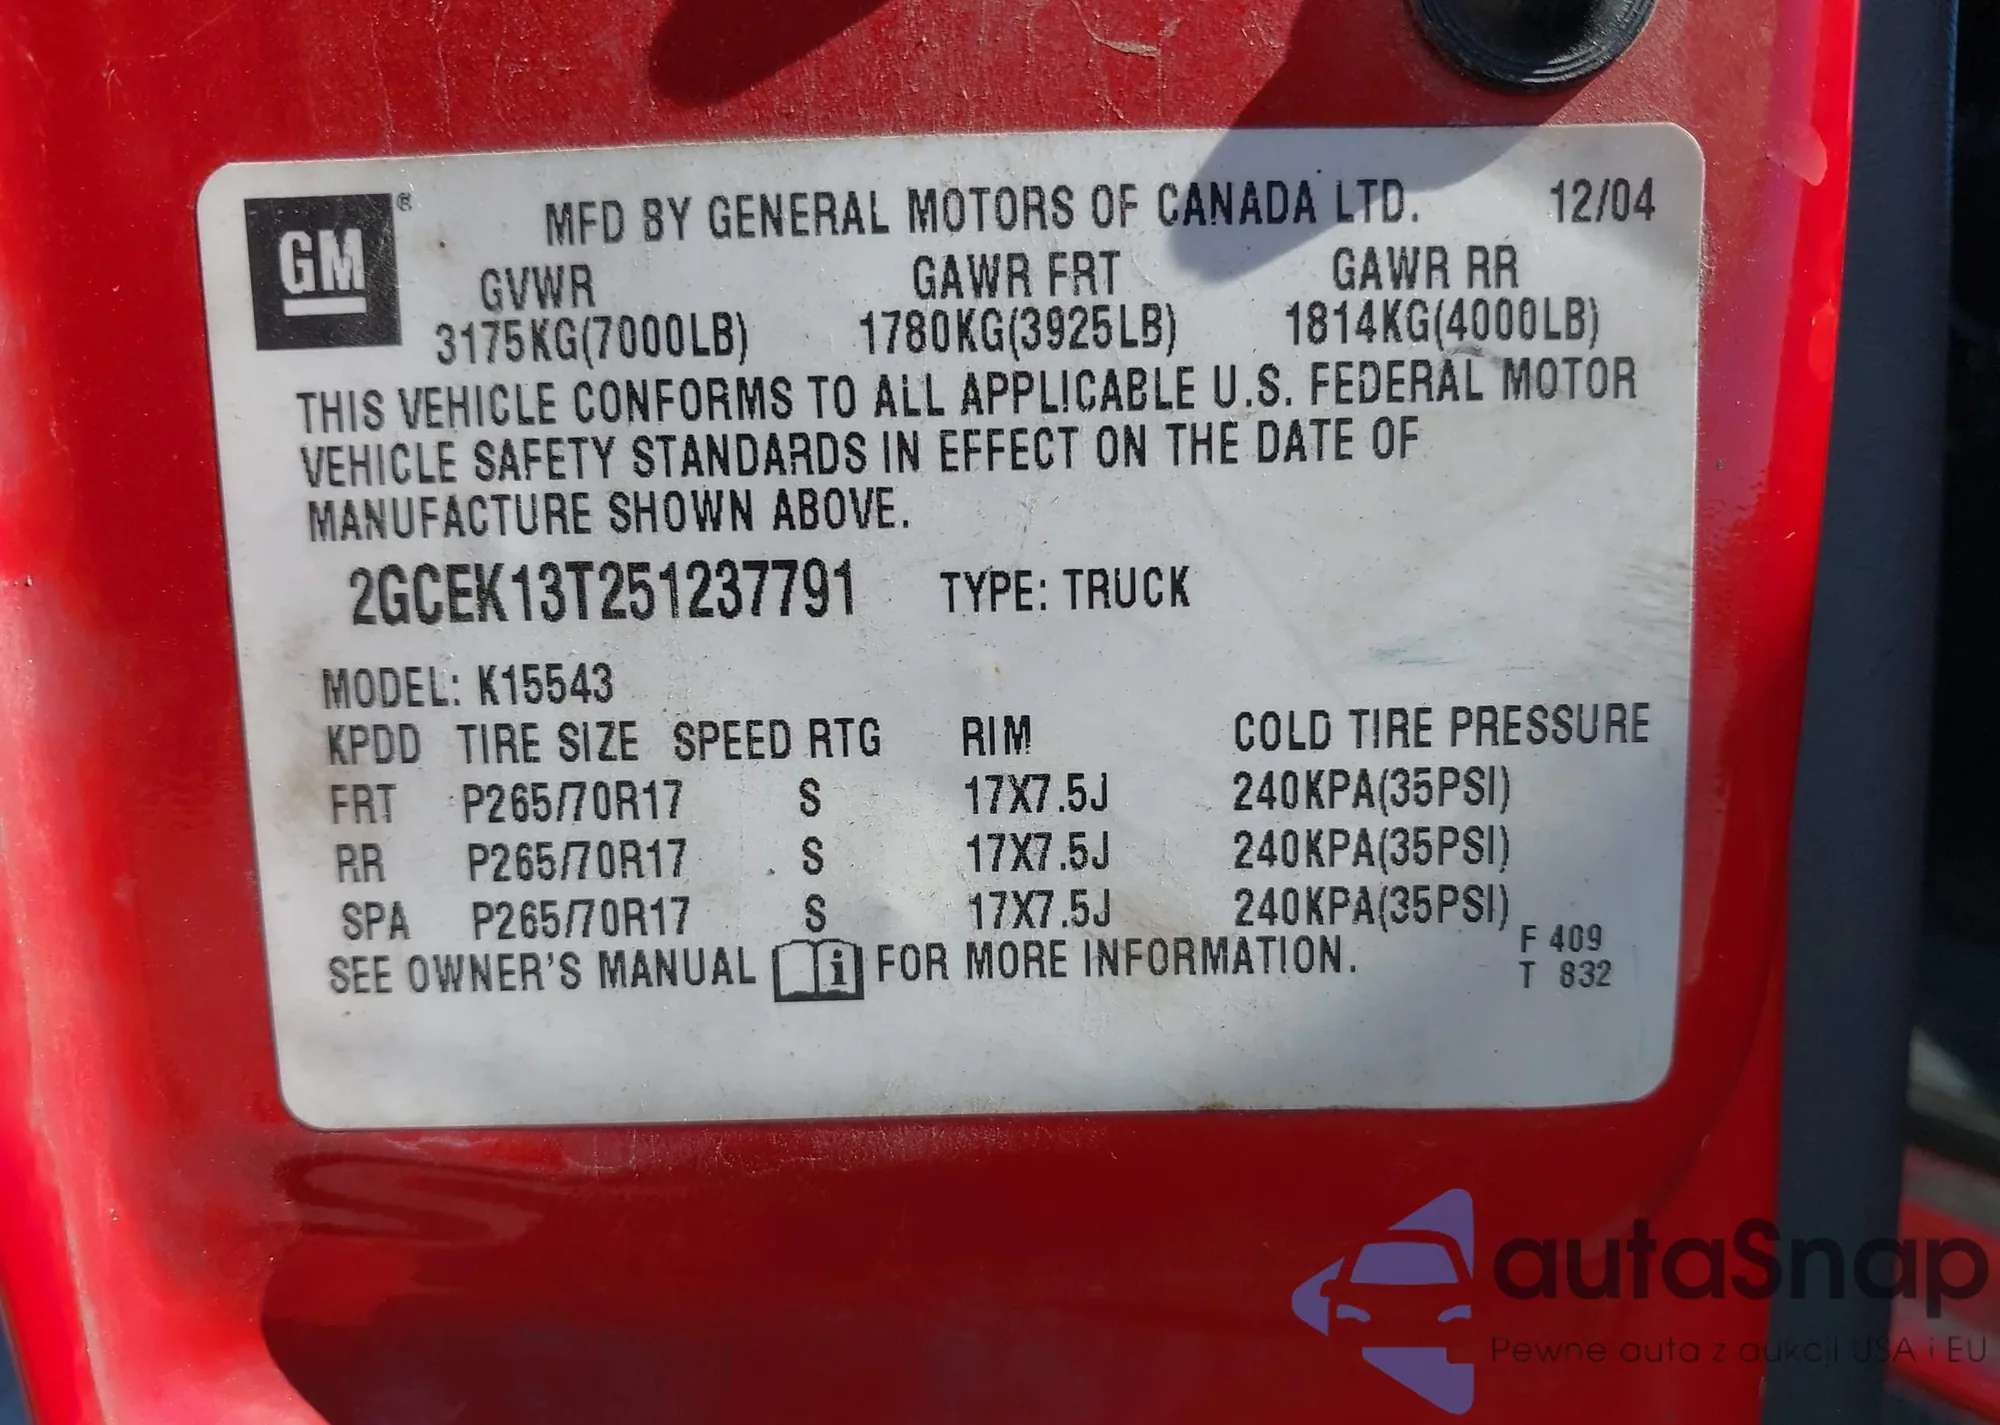 GM ®
MFD BY GENERAL MOTORS OF CANADA LTD. 12/04
GVWR GAWR FRT GAWR RR
3175KG(7000LB) 1780KG(3925LB) 1814KG(4000LB)
THIS VEHICLE CONFORMS TO ALL APPLICABLE U.S. FEDERAL MOTOR
VEHICLE SAFETY STANDARDS IN EFFECT ON THE DATE OF
MANUFACTURE SHOWN ABOVE.
2GCEK13T251237791 TYPE: TRUCK
MODEL: K15543
KPDD TIRE SIZE SPEED RTG RIM COLD TIRE PRESSURE
FRT P265/70R17 S 17X7.5J 240KPA(35PSI)
RR P265/70R17 S 17X7.5J 240KPA(35PSI)
SPA P265/70R17 S 17X7.5J 240KPA(35PSI)
SEE OWNER'S MANUAL i FOR MORE INFORMATION.
F 409
T 832
autaSnap
Pewne auta z aukcji USA i EU